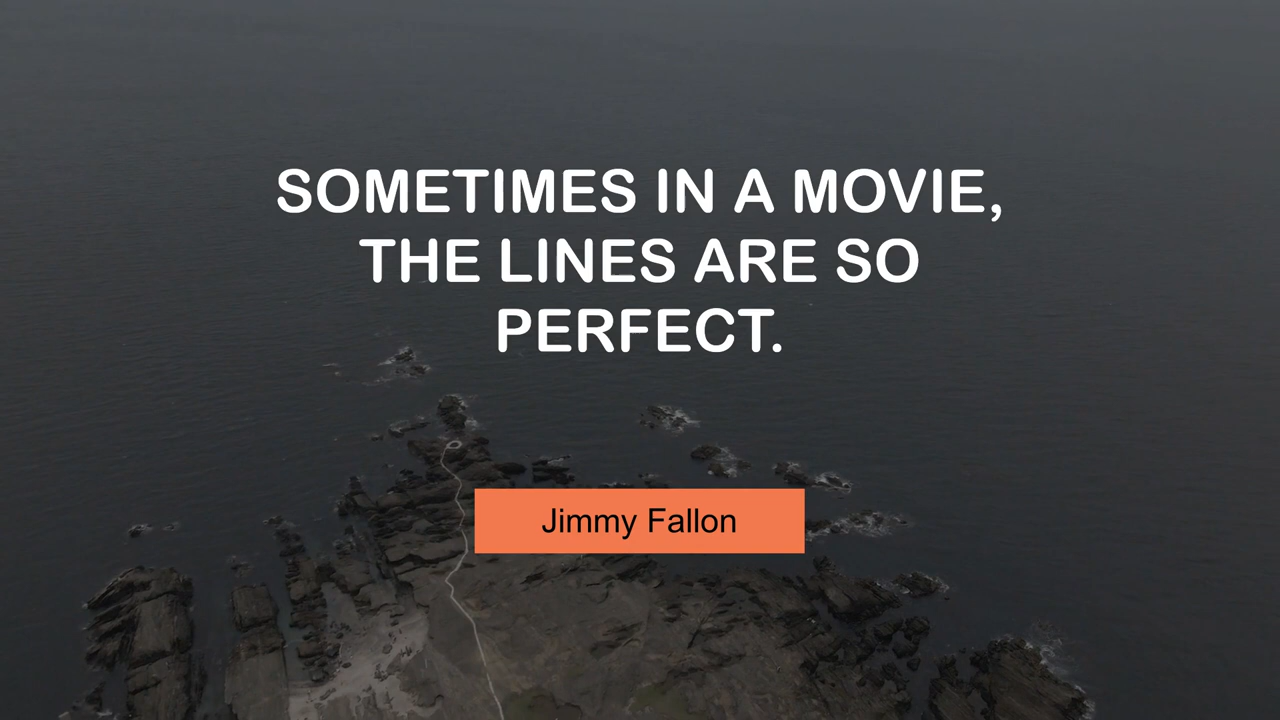 SOMETIMES IN A MOVIE,
THE LINES ARE SO
PERFECT.
Jimmy Fallon